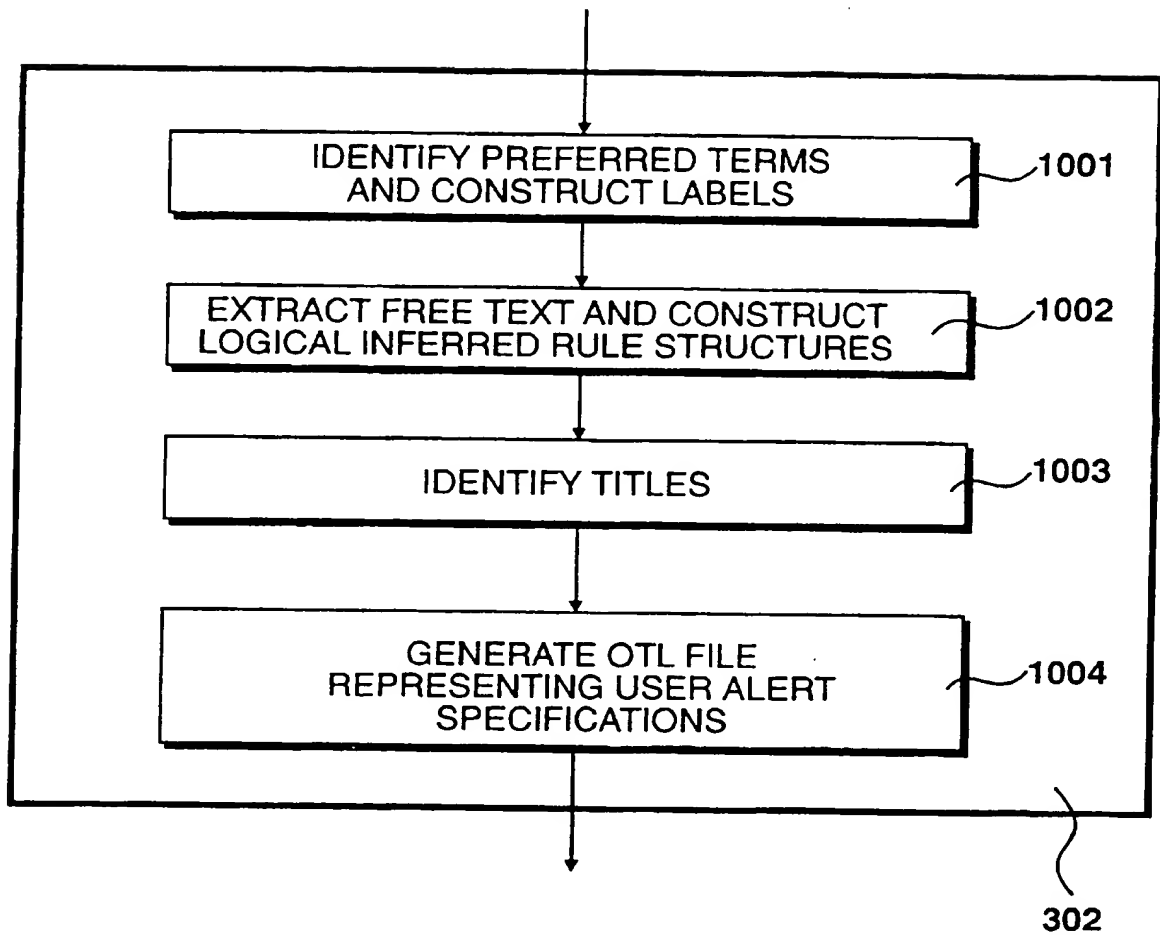 IDENTIFY PREFERRED TERMS
AND CONSTRUCT LABELS
1001
EXTRACT FREE TEXT AND CONSTRUCT
LOGICAL INFERRED RULE STRUCTURES
1002
IDENTIFY TITLES
1003
GENERATE OTL FILE
REPRESENTING USER ALERT
SPECIFICATIONS
1004
302